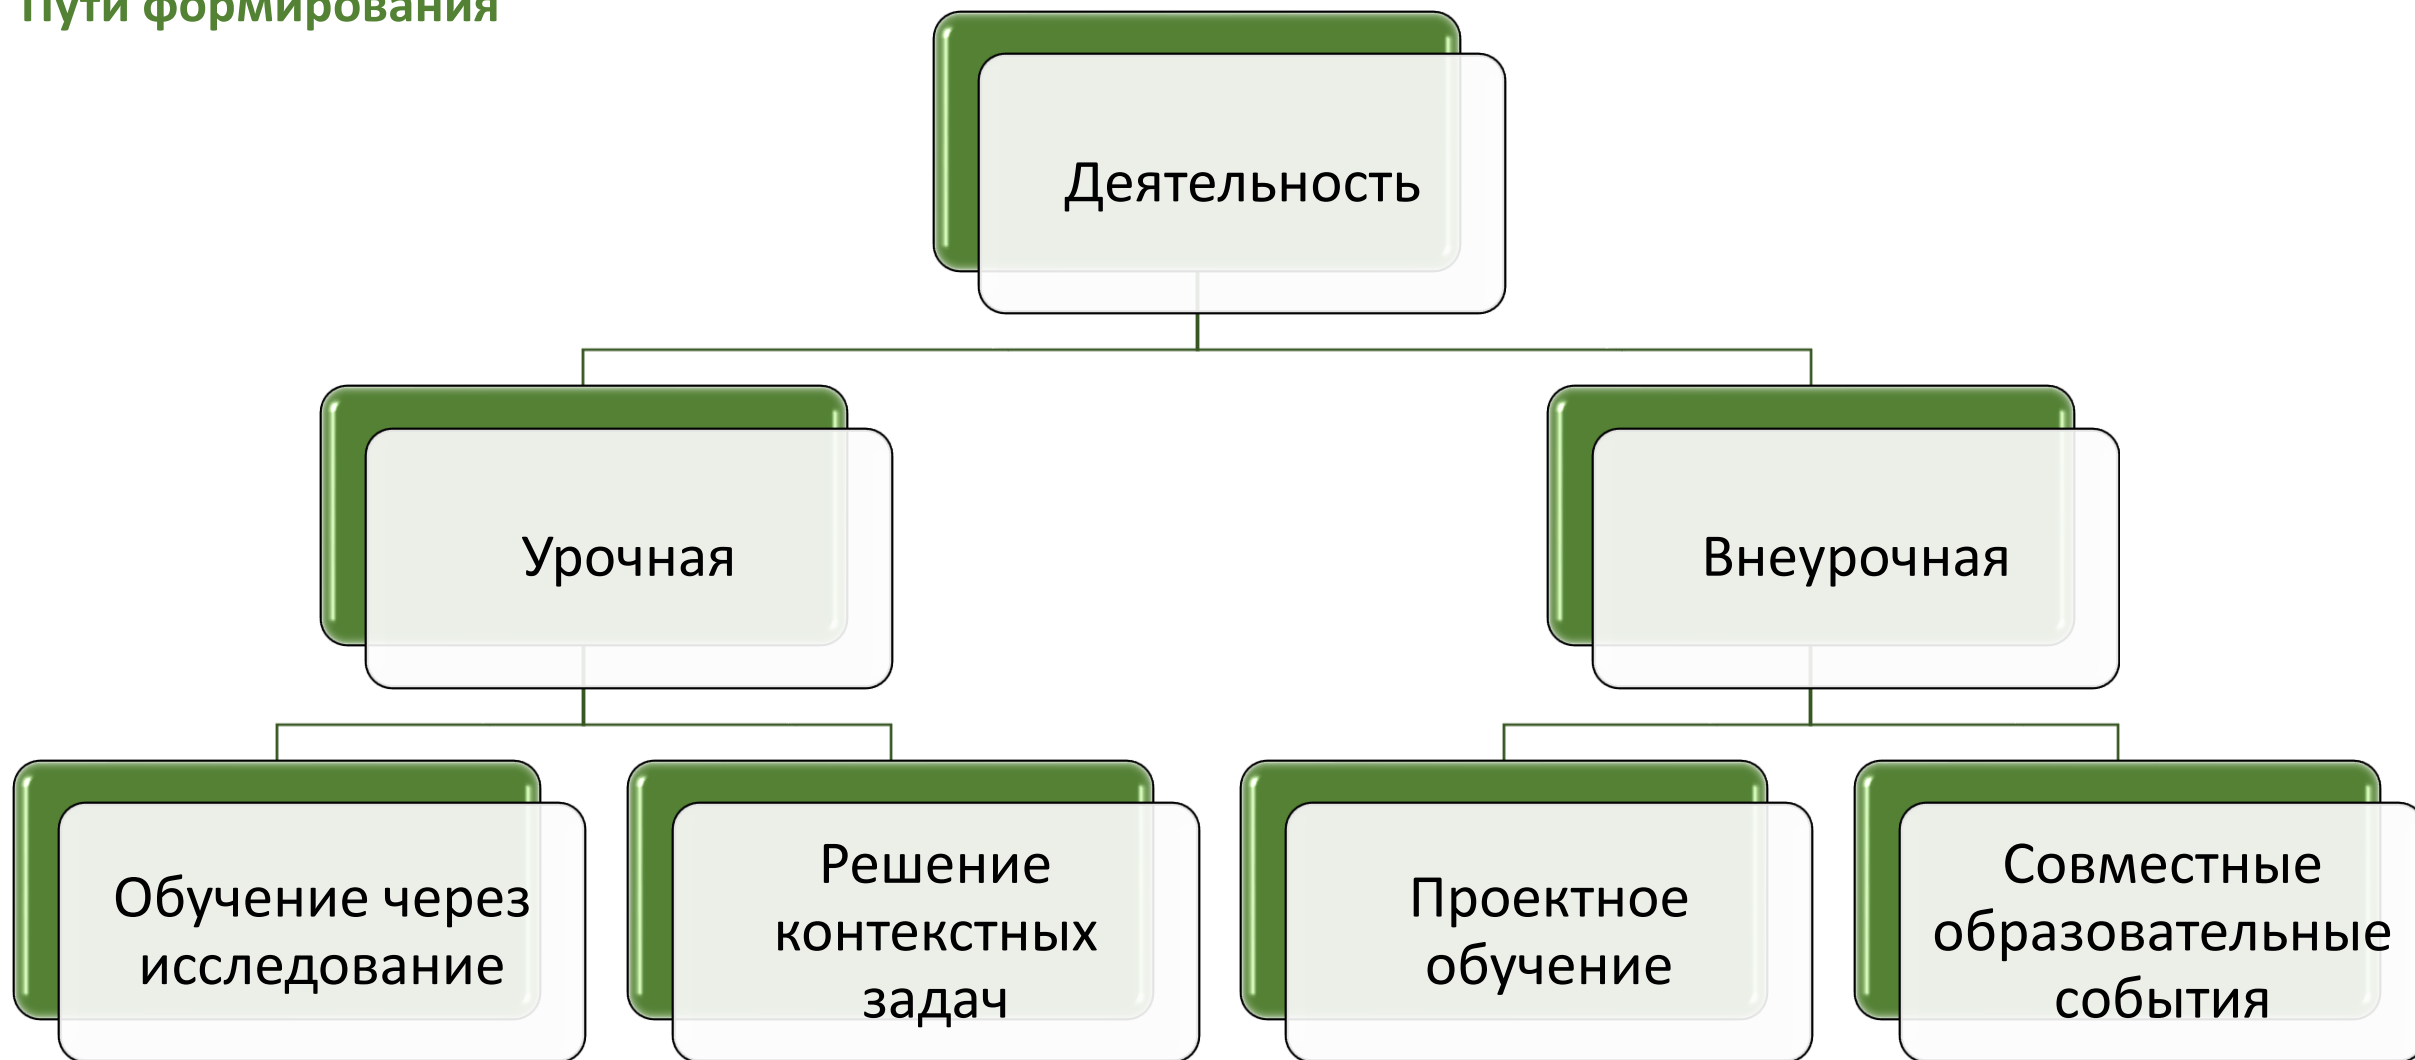 Пути формирования
Деятельность
Урочная
Внеурочная
Обучение через
исследование
Решение
контекстных
задач
Проектное
обучение
Совместные
образовательные
события